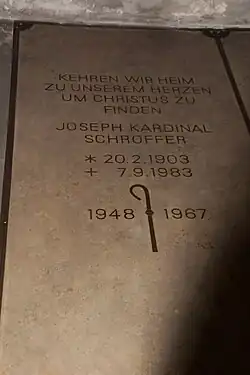 KEHREN WIR HEIM
ZU UNSEREM HERZEN
UM CHRISTUS ZU
FINDEN
JOSEPH KARDINAL
SCHRÖFFER
* 20.2.1903
+ 7.9.1983
1948 1967